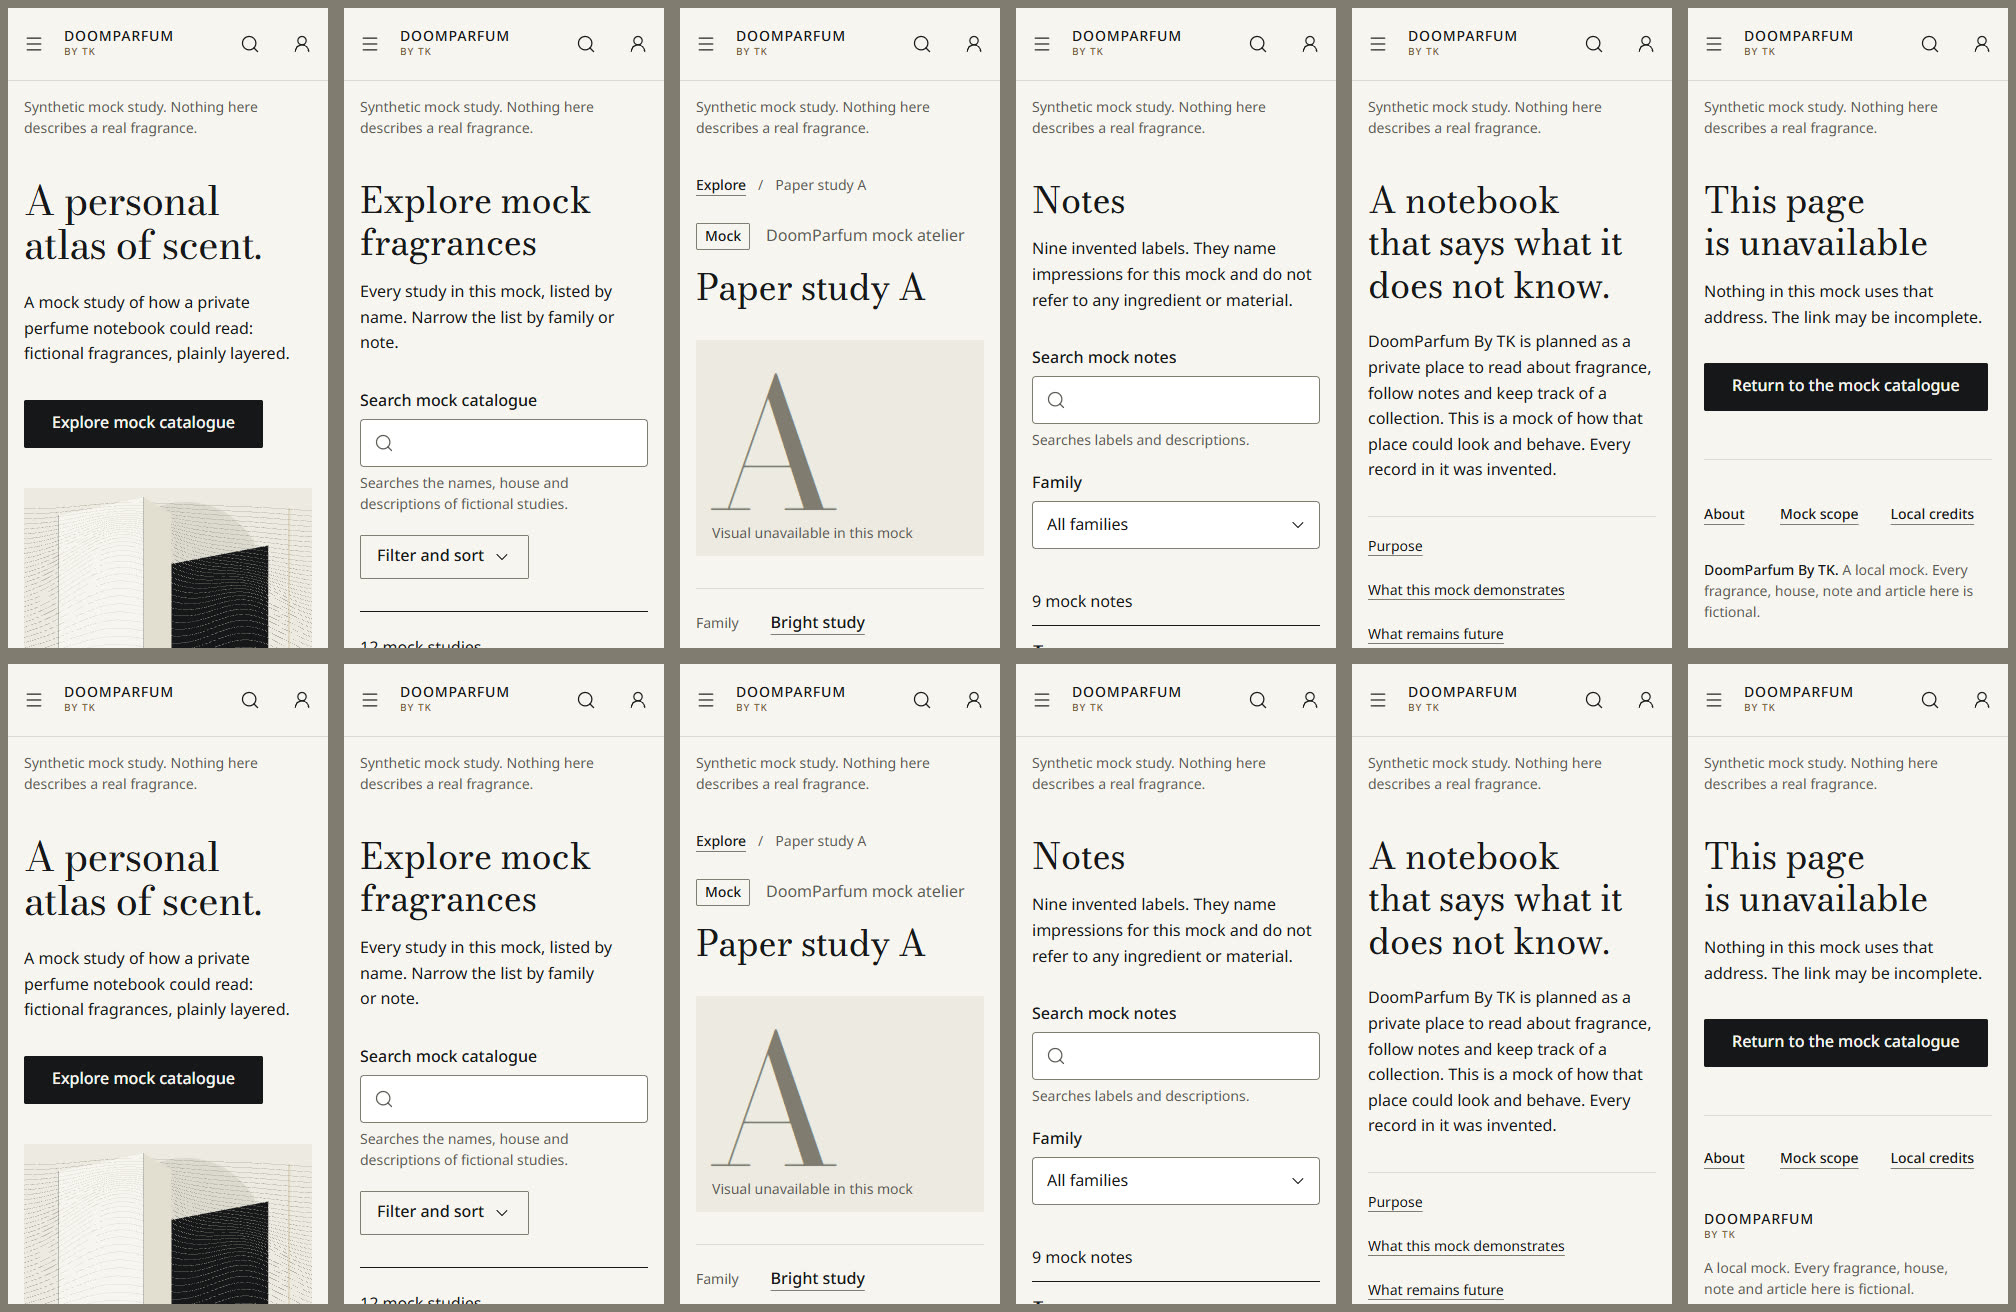 DOOMPARFUM
BY TK
Synthetic mock study. Nothing here
describes a real fragrance.
A personal
atlas of scent.
A mock study of how a private
perfume notebook could read:
fictional fragrances, plainly layered.
Explore mock catalogue
DOOMPARFUM
BY TK
Synthetic mock study. Nothing here
describes a real fragrance.
Explore mock
fragrances
Every study in this mock, listed by
name. Narrow the list by family or
note.
Search mock catalogue
Searches the names, house and
descriptions of fictional studies.
Filter and sort
12 mock studies
DOOMPARFUM
BY TK
Synthetic mock study. Nothing here
describes a real fragrance.
Explore / Paper study A
Mock DoomParfum mock atelier
Paper study A
A
Visual unavailable in this mock
Family Bright study
DOOMPARFUM
BY TK
Synthetic mock study. Nothing here
describes a real fragrance.
Notes
Nine invented labels. They name
impressions for this mock and do not
refer to any ingredient or material.
Search mock notes
Searches labels and descriptions.
Family
All families
9 mock notes
DOOMPARFUM
BY TK
Synthetic mock study. Nothing here
describes a real fragrance.
A notebook
that says what it
does not know.
DoomParfum By TK is planned as a
private place to read about fragrance,
follow notes and keep track of a
collection. This is a mock of how that
place could look and behave. Every
record in it was invented.
Purpose
What this mock demonstrates
What remains future
DOOMPARFUM
BY TK
Synthetic mock study. Nothing here
describes a real fragrance.
This page
is unavailable
Nothing in this mock uses that
address. The link may be incomplete.
Return to the mock catalogue
About Mock scope Local credits
DoomParfum By TK. A local mock. Every
fragrance, house, note and article here is
fictional.
DOOMPARFUM
BY TK
Synthetic mock study. Nothing here
describes a real fragrance.
A personal
atlas of scent.
A mock study of how a private
perfume notebook could read:
fictional fragrances, plainly layered.
Explore mock catalogue
DOOMPARFUM
BY TK
Synthetic mock study. Nothing here
describes a real fragrance.
Explore mock
fragrances
Every study in this mock, listed by
name. Narrow the list by family
or note.
Search mock catalogue
Searches the names, house and
descriptions of fictional studies.
Filter and sort
12 mock studies
DOOMPARFUM
BY TK
Synthetic mock study. Nothing here
describes a real fragrance.
Explore / Paper study A
Mock DoomParfum mock atelier
Paper study A
A
Visual unavailable in this mock
Family Bright study
DOOMPARFUM
BY TK
Synthetic mock study. Nothing here
describes a real fragrance.
Notes
Nine invented labels. They name
impressions for this mock and do not
refer to any ingredient or material.
Search mock notes
Searches labels and descriptions.
Family
All families
9 mock notes
DOOMPARFUM
BY TK
Synthetic mock study. Nothing here
describes a real fragrance.
A notebook
that says what it
does not know.
DoomParfum By TK is planned as a
private place to read about fragrance,
follow notes and keep track of a
collection. This is a mock of how that
place could look and behave. Every
record in it was invented.
Purpose
What this mock demonstrates
What remains future
DOOMPARFUM
BY TK
Synthetic mock study. Nothing here
describes a real fragrance.
This page
is unavailable
Nothing in this mock uses that
address. The link may be incomplete.
Return to the mock catalogue
About Mock scope Local credits
DOOMPARFUM
BY TK
A local mock. Every fragrance, house,
note and article here is fictional.